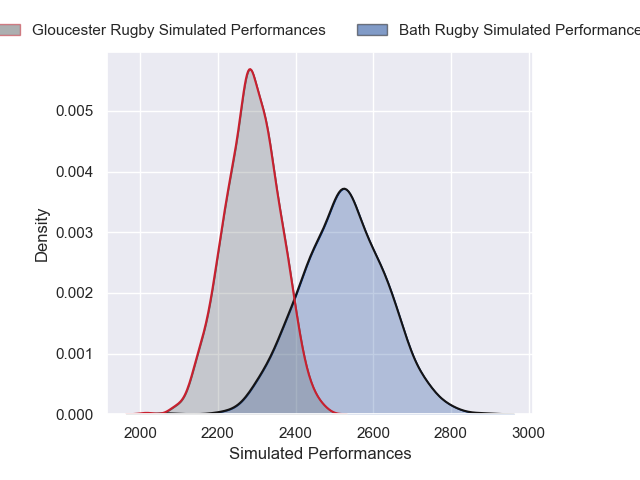 Gloucester Rugby Simulated Performances
Bath Rugby Simulated Performance
0.005
0.004
0.003
0.002
0.001
0.000
Density
2000 2200 2400 2600 2800 3000
Simulated Performances